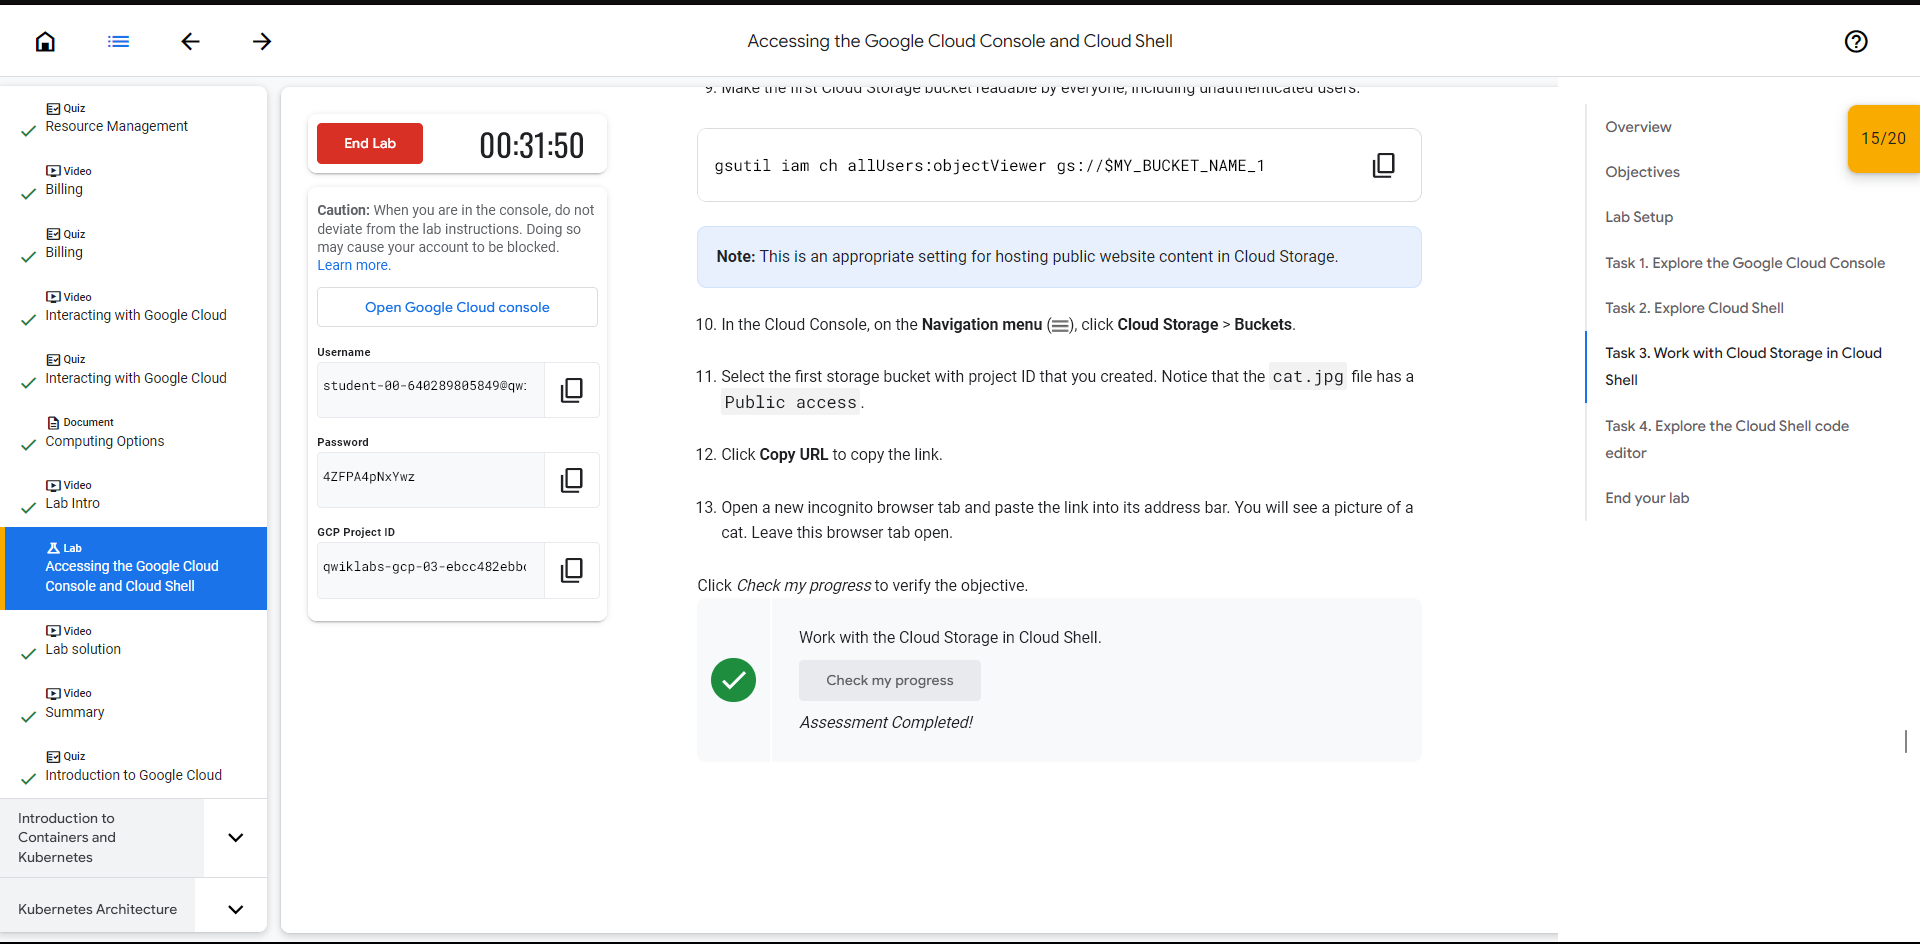 Accessing the Google Cloud Console and Cloud Shell
Quiz
Resource Management
Video
Billing
Quiz
Billing
Video
Interacting with Google Cloud
Quiz
Interacting with Google Cloud
Document
Computing Options
Video
Lab Intro
Lab
Accessing the Google Cloud
Console and Cloud Shell
Video
Lab solution
Video
Summary
Quiz
Introduction to Google Cloud
Introduction to
Containers and
Kubernetes
Kubernetes Architecture
End Lab
00:31:50
Caution: When you are in the console, do not
deviate from the lab instructions. Doing so
may cause your account to be blocked.
Learn more.
Open Google Cloud console
Username
student-00-640289805849@qw
Password
4ZFPA4pNxYwz
GCP Project ID
qwiklabs-gcp-03-ebcc482ebb
9. Make the first Cloud Storage bucket readable by everyone, including unauthenticated users.
gsutil iam ch allUsers:objectViewer gs://$MY_BUCKET_NAME_1
Note: This is an appropriate setting for hosting public website content in Cloud Storage.
10. In the Cloud Console, on the Navigation menu (), click Cloud Storage > Buckets.
11. Select the first storage bucket with project ID that you created. Notice that the cat.jpg file has a
Public access.
12. Click Copy URL to copy the link.
13. Open a new incognito browser tab and paste the link into its address bar. You will see a picture of a
cat. Leave this browser tab open.
Click Check my progress to verify the objective.
Work with the Cloud Storage in Cloud Shell.
Check my progress
Assessment Completed!
Overview
Objectives
Lab Setup
Task 1. Explore the Google Cloud Console
Task 2. Explore Cloud Shell
Task 3. Work with Cloud Storage in Cloud
Shell
Task 4. Explore the Cloud Shell code
editor
End your lab
15/20